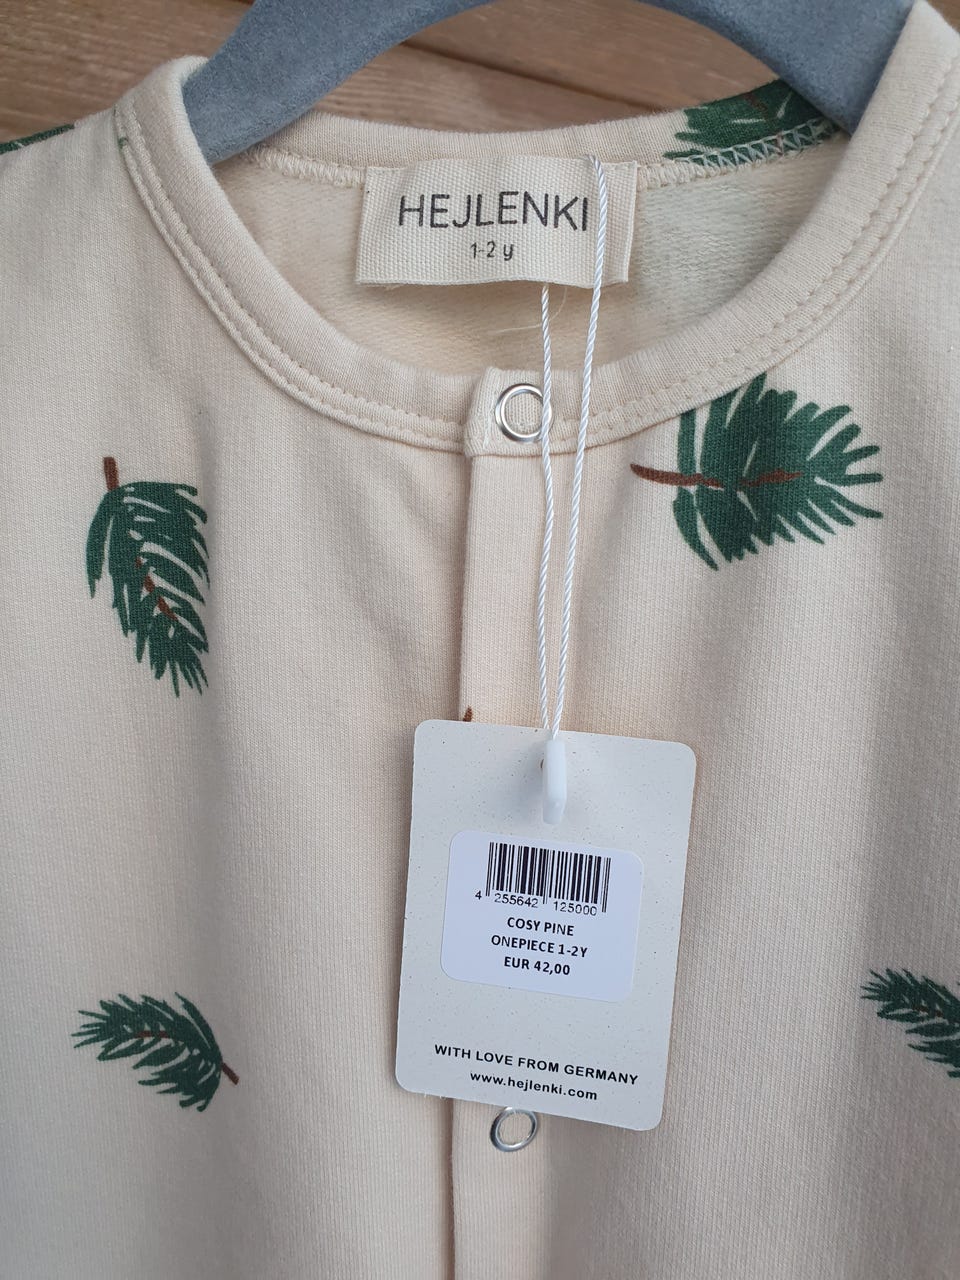 HEJLENKI
1-2 y
4 255642 125000
COSY PINE
ONEPIECE 1-2Y
EUR 42,00
WITH LOVE FROM GERMANY
www.hejlenki.com